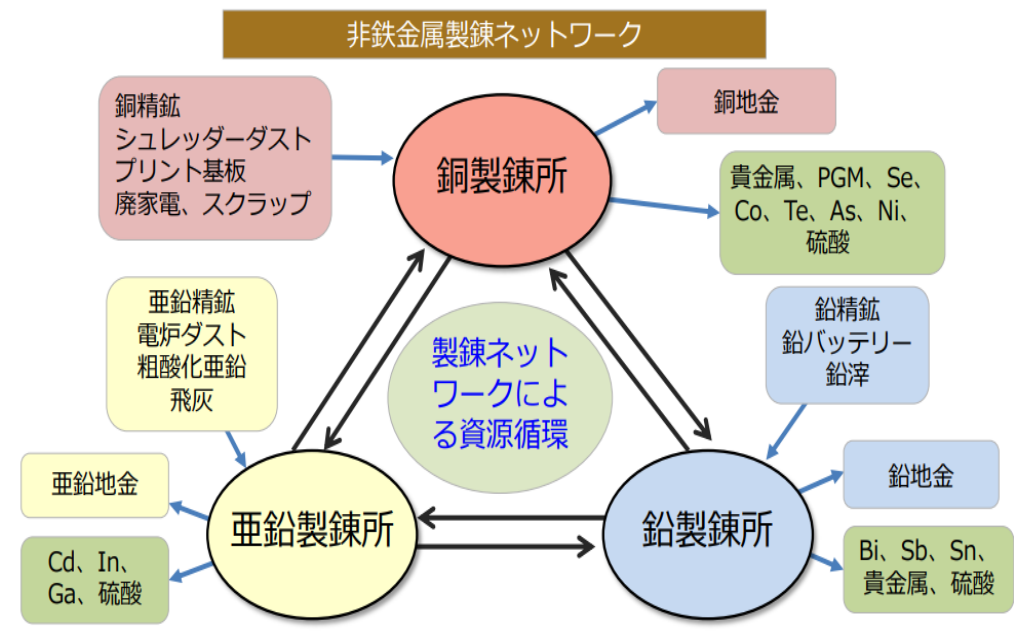 非鉄金属製錬ネットワーク
銅精鉱
シュレッダーダスト
プリント基板
廃家電、スクラップ
銅製錬所
銅地金
貴金属、PGM、Se、
Co、Te、As、Ni、
硫酸
亜鉛精鉱
電炉ダスト
粗酸化亜鉛
飛灰
製錬ネット
ワークによ
る資源循環
鉛精鉱
鉛バッテリー
鉛滓
亜鉛地金
亜鉛製錬所
Cd、In、
Ga、硫酸
鉛製錬所
鉛地金
Bi、Sb、Sn、
貴金属、硫酸